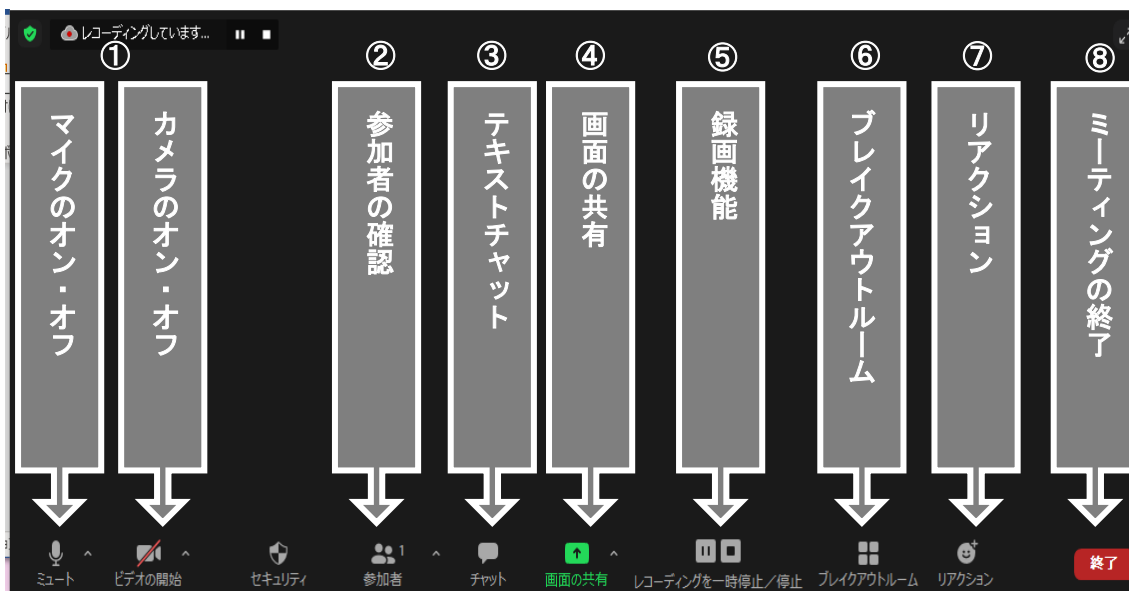 レコーディングしています...
① ② ③ ④ ⑤ ⑥ ⑦ ⑧
マイクのオン・オフ
カメラのオン・オフ
参加者の確認
テキストチャット
画面の共有
録画機能
ブレイクアウトルーム
リアクション
ミーティングの終了
ミュート
ビデオの開始
セキュリティ
1
参加者
チャット
画面の共有
レコーディングを一時停止/停止
ブレイクアウトルーム
リアクション
終了